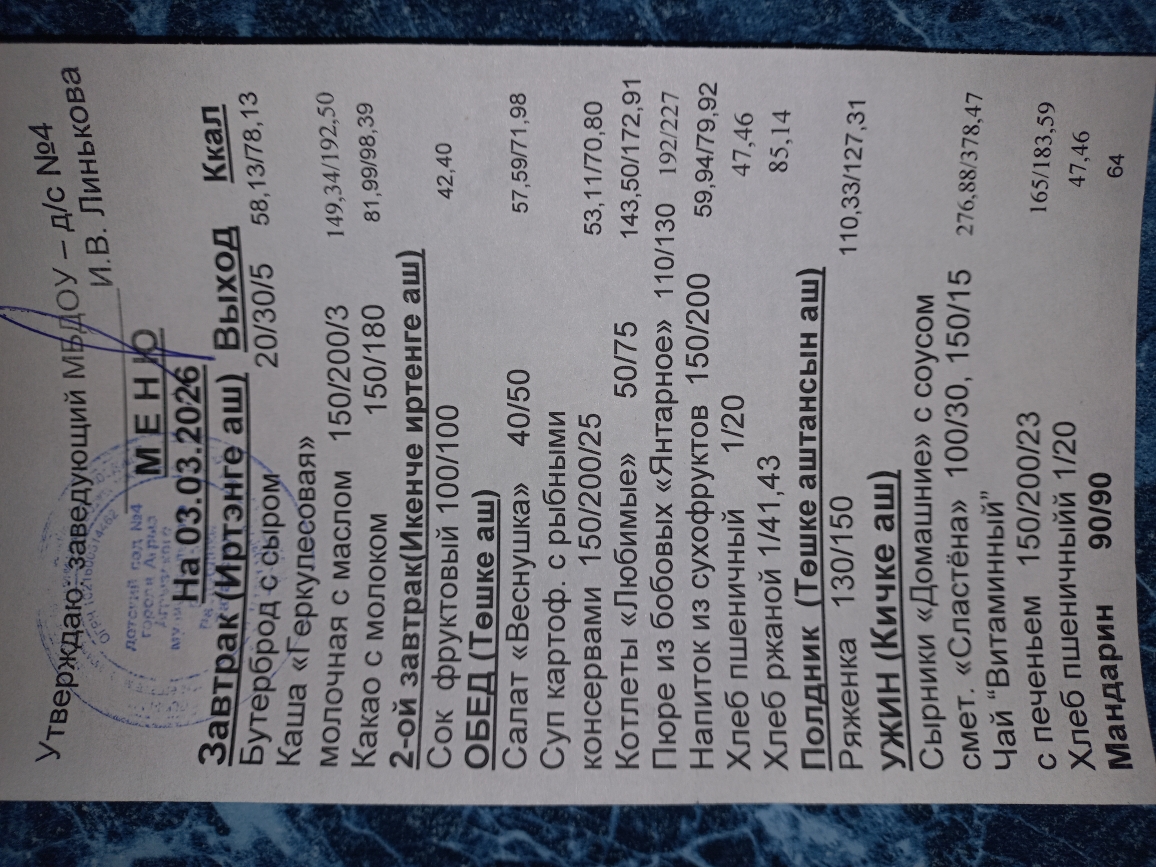 Утверждаю: заведующий МБДОУ – д/с №4
И.В. Линькова
М Е Н Ю
На 03.03.2026
Завтрак (Иртэнге аш) Выход Ккал
Бутерброд с сыром 20/30/5 58,13/78,13
Каша «Геркулесовая»
молочная с маслом 150/200/3 149,34/192,50
Какао с молоком 150/180 81,99/98,39
2-ой завтрак(Икенче иртенге аш)
Сок фруктовый 100/100 42,40
ОБЕД (Төшке аш)
Салат «Веснушка» 40/50 57,59/71,98
Суп картоф. с рыбными
консервами 150/200/25 53,11/70,80
Котлеты «Любимые» 50/75 143,50/172,91
Пюре из бобовых «Янтарное» 110/130 192/227
Напиток из сухофруктов 150/200 59,94/79,92
Хлеб пшеничный 1/20 47,46
Хлеб ржаной 1/41,43 85,14
Полдник (Төшке аштансын аш)
Ряженка 130/150 110,33/127,31
УЖИН (Кичке аш)
Сырники «Домашние» с соусом
смет. «Сластёна» 100/30, 150/15 276,88/378,47
Чай “Витаминный”
с печеньем 150/200/23 165/183,59
Хлеб пшеничныйй 1/20 47,46
Мандарин 90/90 64
Детский сад №4
города Агрыз